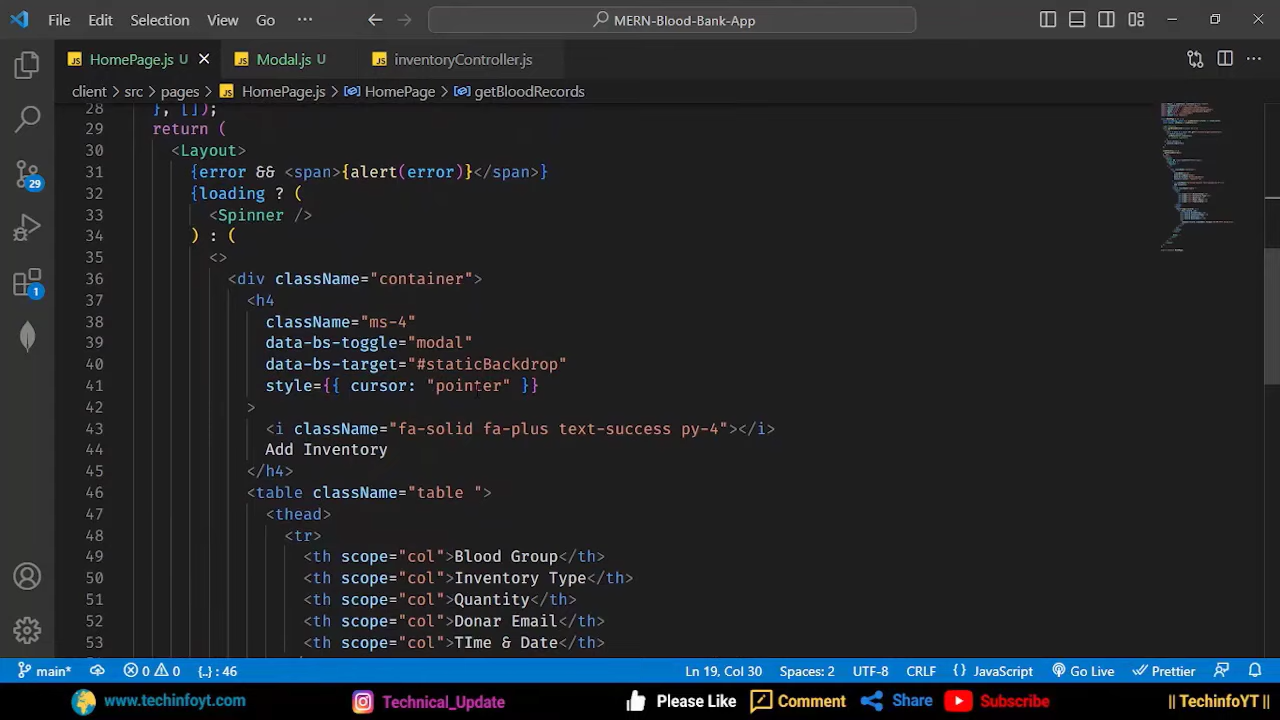 File Edit Selection View Go ··· MERN-Blood-Bank-App
HomePage.js U Modal.js U inventoryController.js
client > src > pages > HomePage.js > HomePage > getBloodRecords
28 }, []);
29 return (
30 <Layout>
31 {error && <span>{alert(error)}</span>}
32 {loading ? (
33 <Spinner />
34 ) : (
35 <>
36 <div className="container">
37 <h4
38 className="ms-4"
39 data-bs-toggle="modal"
40 data-bs-target="#staticBackdrop"
41 style={{ cursor: "pointer" }}
42 >
43 <i className="fa-solid fa-plus text-success py-4"></i>
44 Add Inventory
45 </h4>
46 <table className="table ">
47 <thead>
48 <tr>
49 <th scope="col">Blood Group</th>
50 <th scope="col">Inventory Type</th>
51 <th scope="col">Quantity</th>
52 <th scope="col">Donar Email</th>
53 <th scope="col">TIme & Date</th>
29
1
main* 0 0 {..} : 46 Ln 19, Col 30 Spaces: 2 UTF-8 CRLF {} JavaScript Go Live Prettier
www.techinfoyt.com Technical_Update Please Like Comment Share Subscribe || TechinfoYT ||